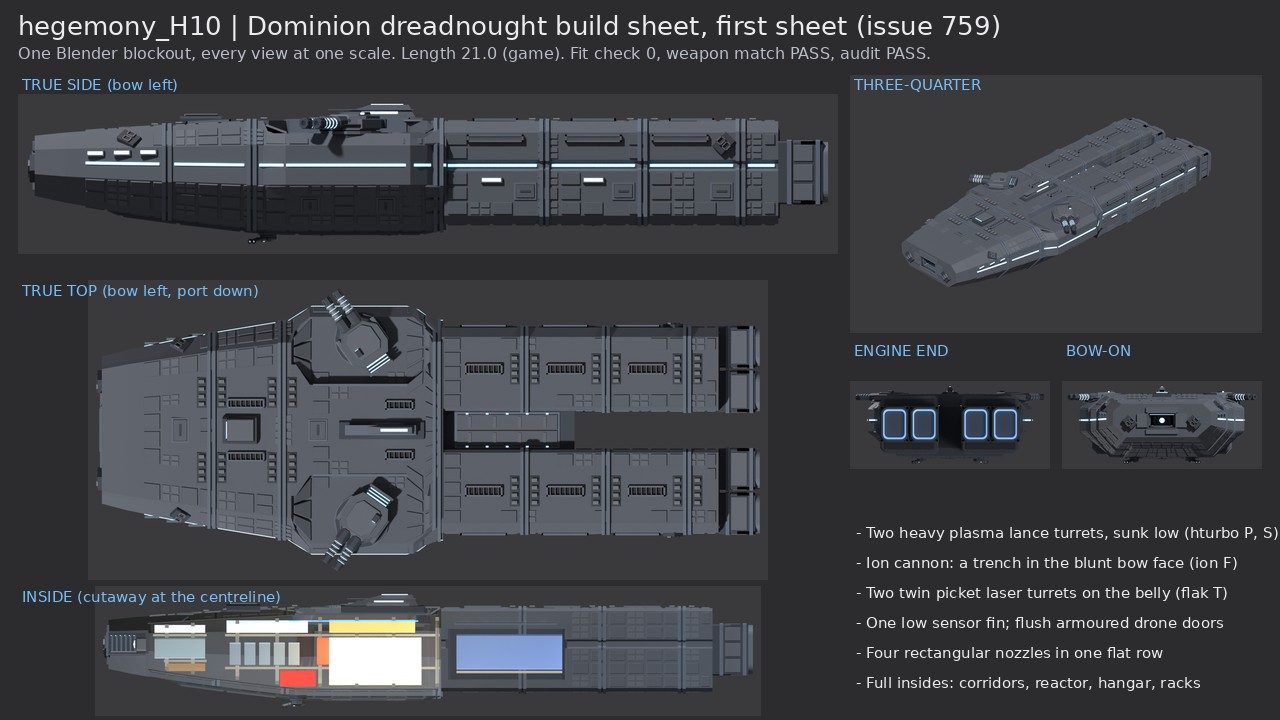 hegemony_H10 | Dominion dreadnought build sheet, first sheet (issue 759)
One Blender blockout, every view at one scale. Length 21.0 (game). Fit check 0, weapon match PASS, audit PASS.
TRUE SIDE (bow left)
THREE-QUARTER
TRUE TOP (bow left, port down)
ENGINE END
BOW-ON
- Two heavy plasma lance turrets, sunk low (hturbo P, S)
- Ion cannon: a trench in the blunt bow face (ion F)
- Two twin picket laser turrets on the belly (flak T)
- One low sensor fin; flush armoured drone doors
- Four rectangular nozzles in one flat row
- Full insides: corridors, reactor, hangar, racks
INSIDE (cutaway at the centreline)